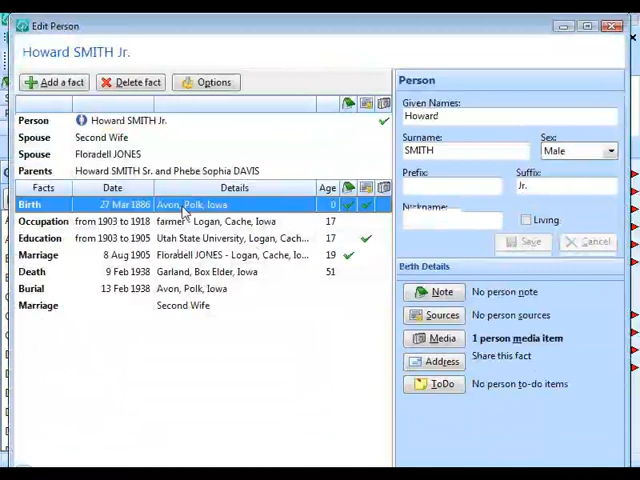 Edit Person
Howard SMITH Jr.
Add a fact
Delete fact
Options
Person Howard SMITH Jr.
Spouse Second Wife
Spouse Floradell JONES
Parents Howard SMITH Sr. and Phebe Sophia DAVIS
Facts Date Details Age
Birth 27 Mar 1886 Avon, Polk, Iowa 0
Occupation from 1903 to 1918 farmer - Logan, Cache, Iowa 17
Education from 1903 to 1905 Utah State University, Logan, Cach... 17
Marriage 8 Aug 1905 Floradell JONES - Logan, Cache, Io... 19
Death 9 Feb 1938 Garland, Box Elder, Iowa 51
Burial 13 Feb 1938 Avon, Polk, Iowa
Marriage Second Wife
Person
Given Names:
Howard
Surname: Sex:
SMITH Male
Prefix: Suffix:
Jr.
Nickname:
Living
Save Cancel
Birth Details
Note No person note
Sources No person sources
Media 1 person media item
Address Share this fact
ToDo No person to-do items